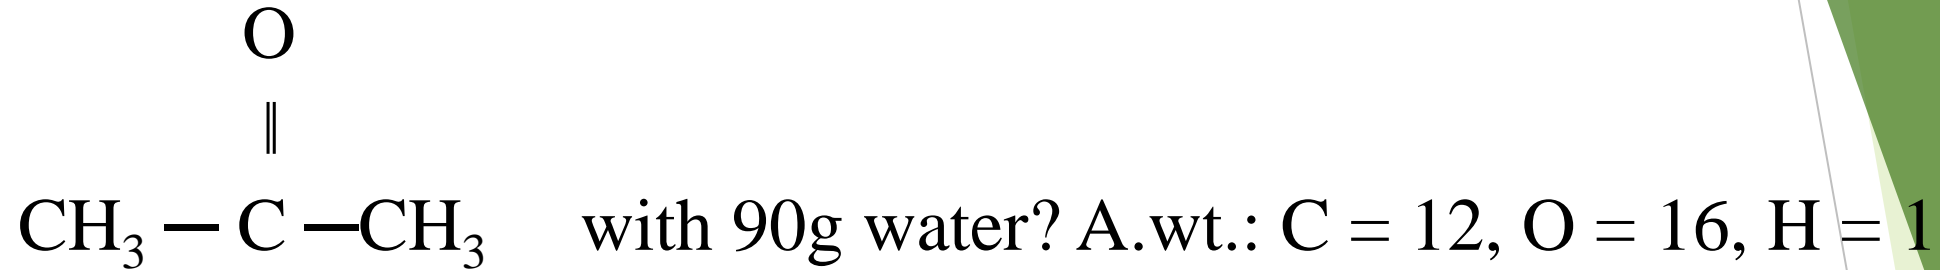 O
||
CH₃ — C —CH₃ with 90g water? A.wt.: C = 12, O = 16, H = 1